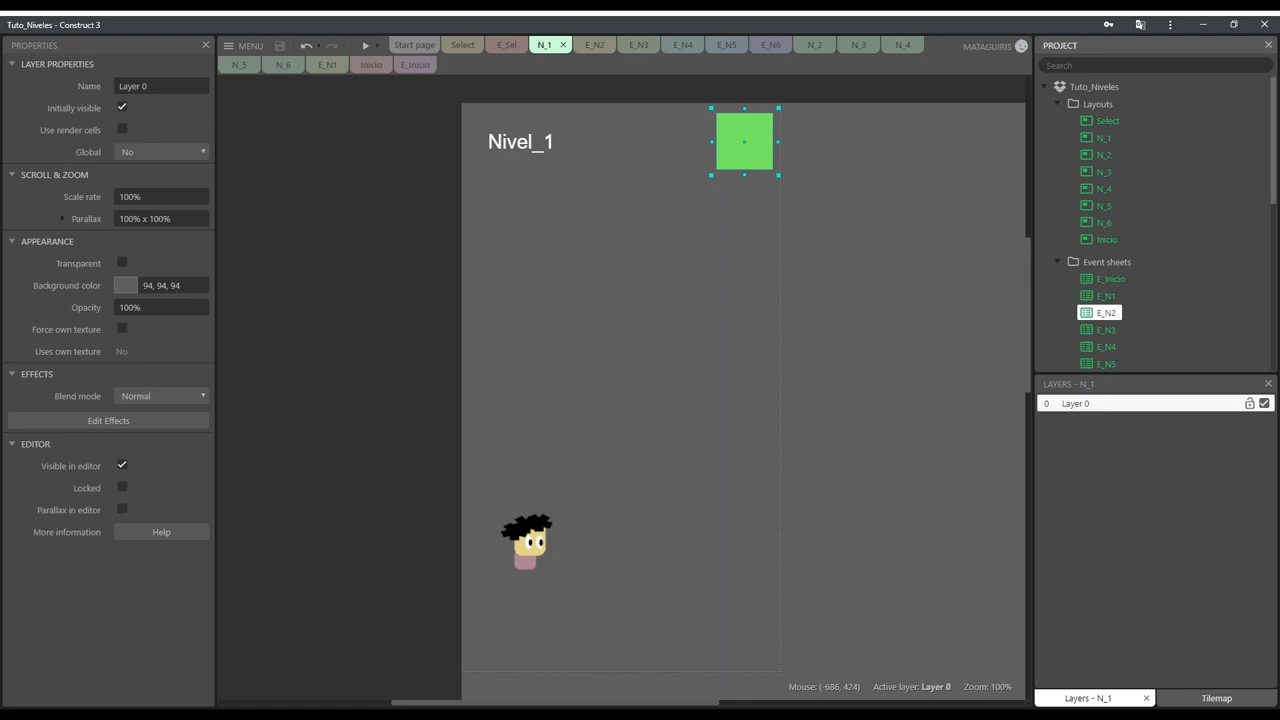 Tuto_Niveles - Construct 3
PROPERTIES
MENU
Start page
Select
E_Sel
N_1
E_N2
E_N3
E_N4
E_N5
E_N6
N_2
N_3
N_4
MATAGUIRIS
PROJECT
LAYER PROPERTIES
N_5
N_6
E_N1
Inicio
E_Inicio
Search
Name
Layer 0
Tuto_Niveles
Initially visible
Layouts
Use render cells
Select
Global
No
N_1
SCROLL & ZOOM
N_2
Scale rate
100%
N_3
Parallax
100% x 100%
N_4
APPEARANCE
N_5
Transparent
N_6
Background color
94, 94, 94
Inicio
Opacity
100%
Event sheets
Force own texture
E_Inicio
Uses own texture
No
E_N1
EFFECTS
E_N2
Blend mode
Normal
E_N3
Edit Effects
E_N4
EDITOR
E_N5
Visible in editor
LAYERS - N_1
Locked
0
Layer 0
Parallax in editor
More information
Help
Nivel_1
Mouse: (-686, 424)
Active layer: Layer 0
Zoom: 100%
Layers - N_1
Tilemap